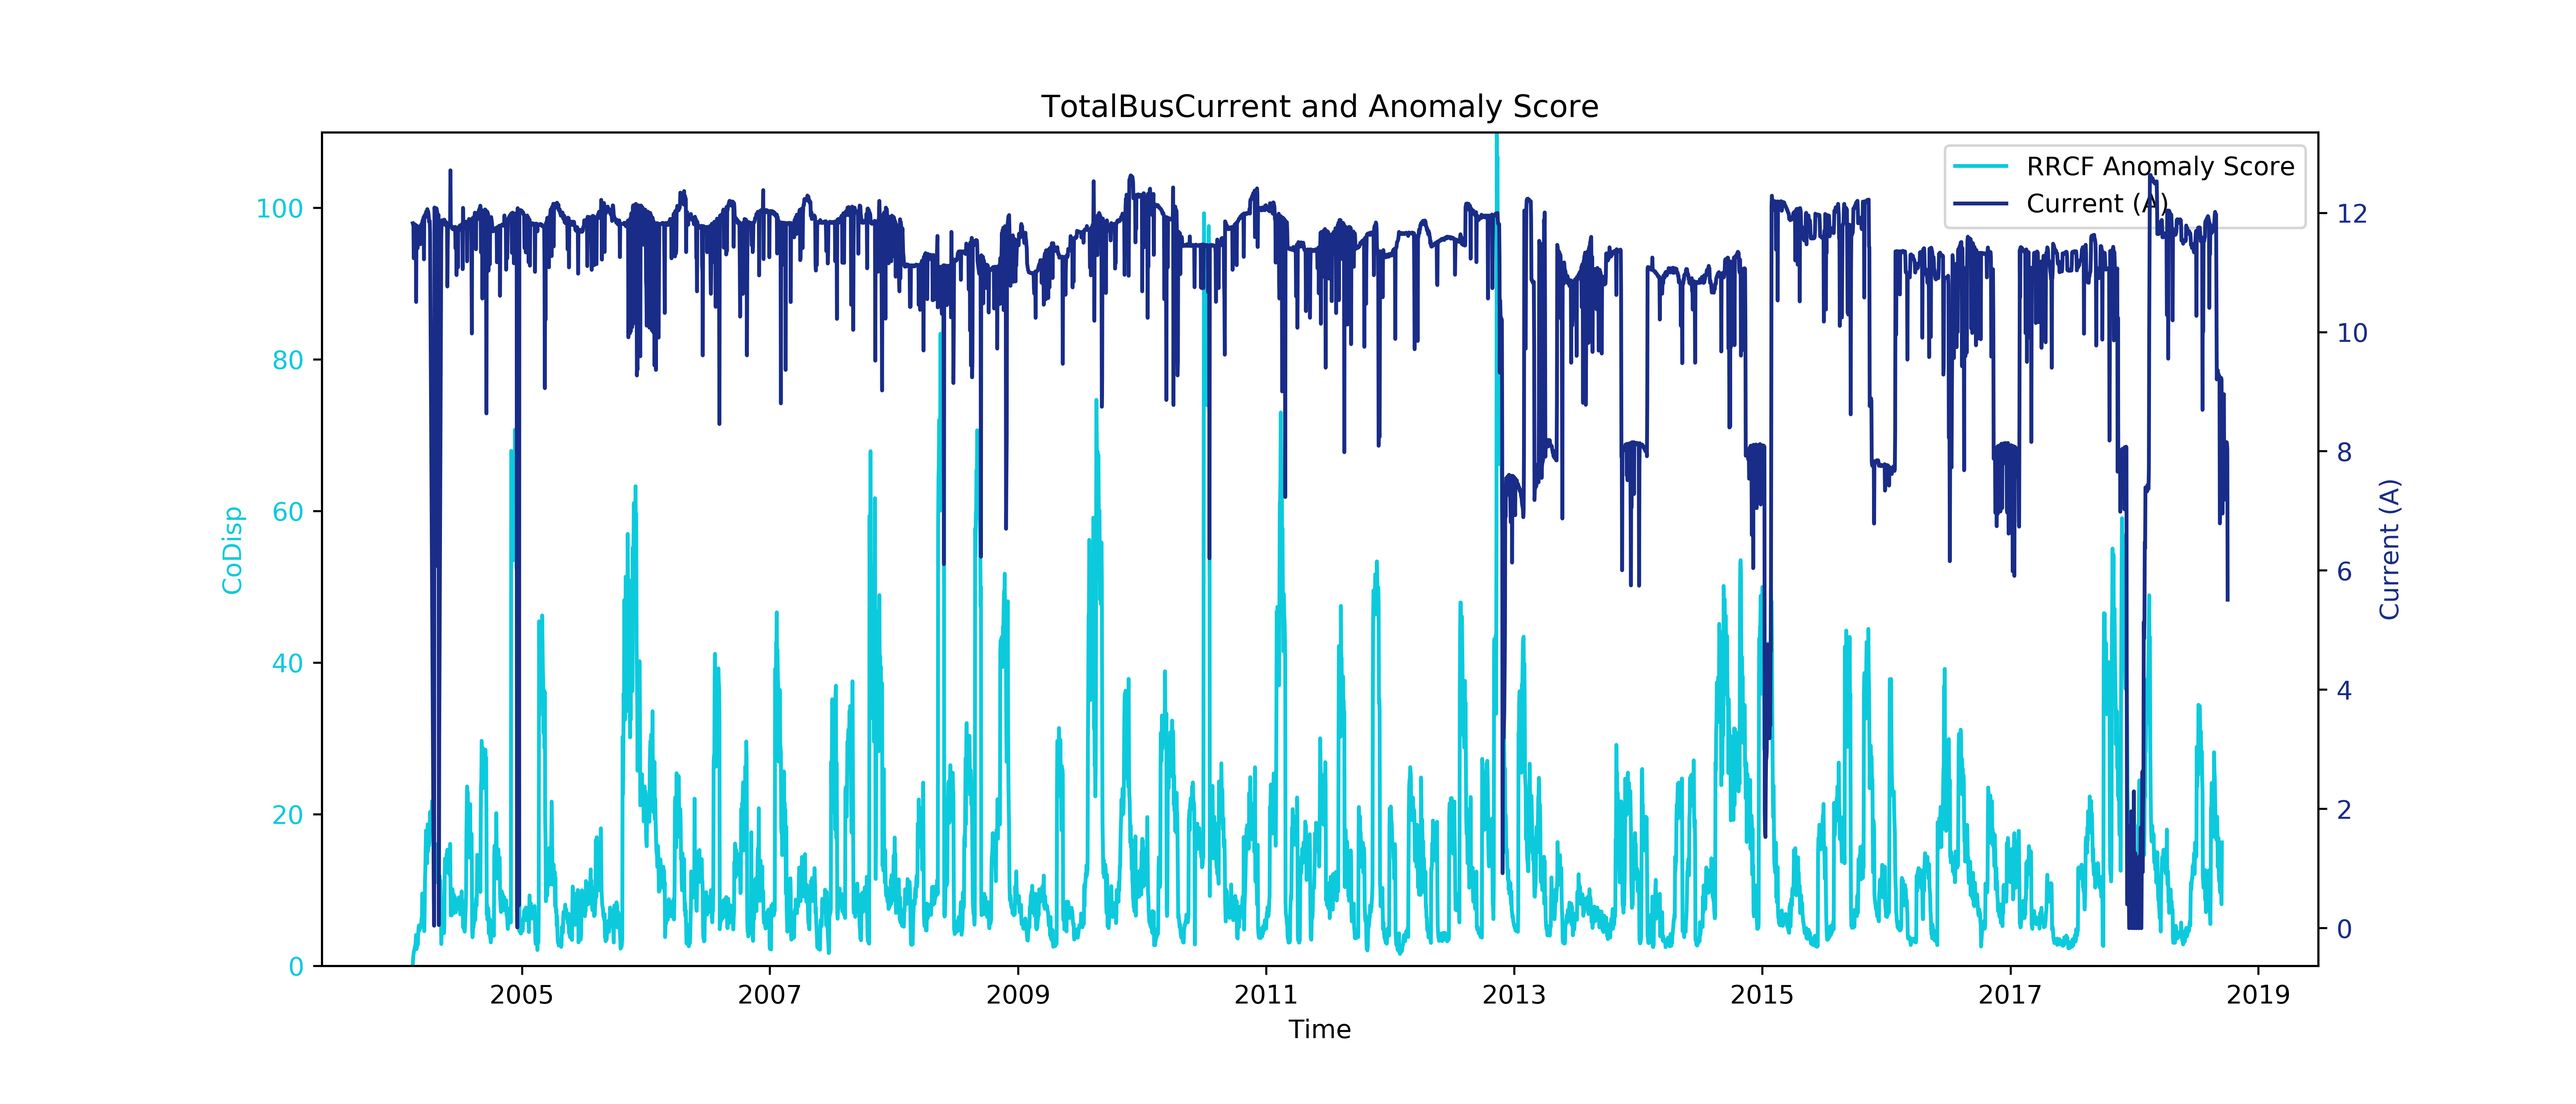 TotalBusCurrent and Anomaly Score
RRCF Anomaly Score
Current (A)
100
80
60
40
20
0
CoDisp
12
10
8
6
4
2
0
Current (A)
2005 2007 2009 2011 2013 2015 2017 2019
Time